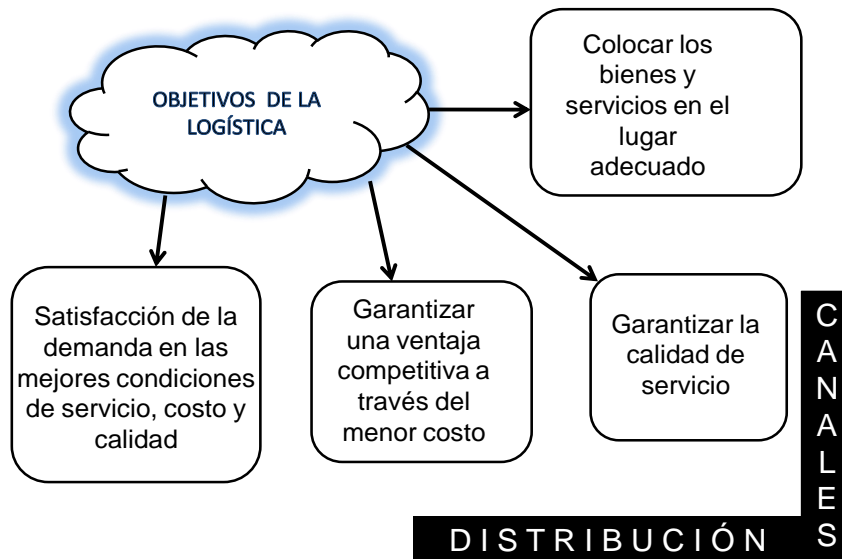 OBJETIVOS DE LA
LOGÍSTICA
Colocar los
bienes y
servicios en el
lugar
adecuado
Satisfacción de la
demanda en las
mejores condiciones
de servicio, costo y
calidad
Garantizar
una ventaja
competitiva a
través del
menor costo
Garantizar la
calidad de
servicio
CANALES
DISTRIBUCIÓN